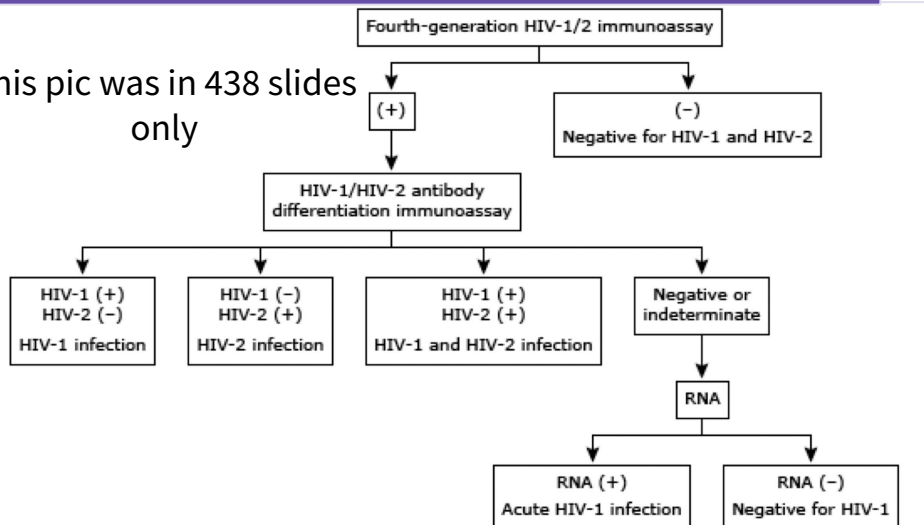 Fourth-generation HIV-1/2 immunoassay
his pic was in 438 slides
only
(+)
(−)
Negative for HIV-1 and HIV-2
HIV-1/HIV-2 antibody
differentiation immunoassay
HIV-1 (+)
HIV-2 (−)
HIV-1 infection
HIV-1 (−)
HIV-2 (+)
HIV-2 infection
HIV-1 (+)
HIV-2 (+)
HIV-1 and HIV-2 infection
Negative or
indeterminate
RNA
RNA (+)
Acute HIV-1 infection
RNA (−)
Negative for HIV-1